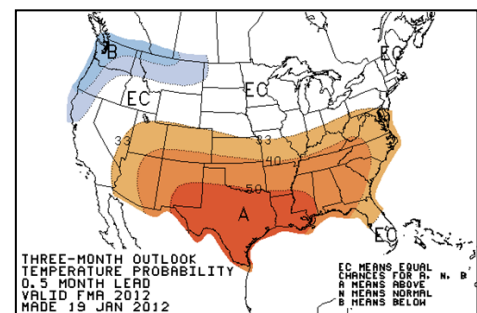 B
EC
EC
EC
33
33
40
50
A
EC
THREE-MONTH OUTLOOK
TEMPERATURE PROBABILITY
0.5 MONTH LEAD
VALID FMA 2012
MADE 19 JAN 2012
EC MEANS EQUAL
CHANCES FOR A, N, B
A MEANS ABOVE
N MEANS NORMAL
B MEANS BELOW